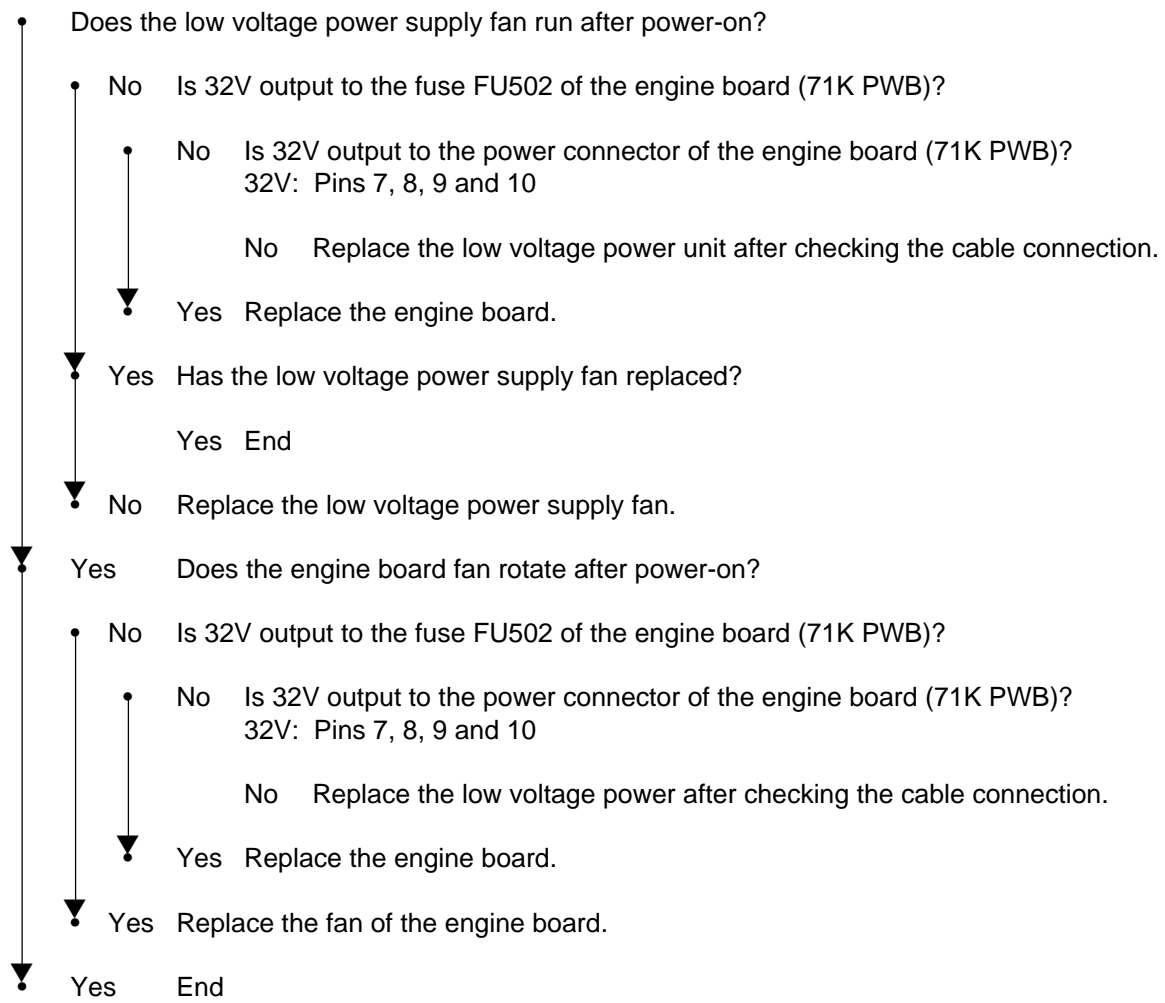 Does the low voltage power supply fan run after power-on?
No Is 32V output to the fuse FU502 of the engine board (71K PWB)?
No Is 32V output to the power connector of the engine board (71K PWB)?
32V: Pins 7, 8, 9 and 10
No Replace the low voltage power unit after checking the cable connection.
Yes Replace the engine board.
Yes Has the low voltage power supply fan replaced?
Yes End
No Replace the low voltage power supply fan.
Yes Does the engine board fan rotate after power-on?
No Is 32V output to the fuse FU502 of the engine board (71K PWB)?
No Is 32V output to the power connector of the engine board (71K PWB)?
32V: Pins 7, 8, 9 and 10
No Replace the low voltage power after checking the cable connection.
Yes Replace the engine board.
Yes Replace the fan of the engine board.
Yes End